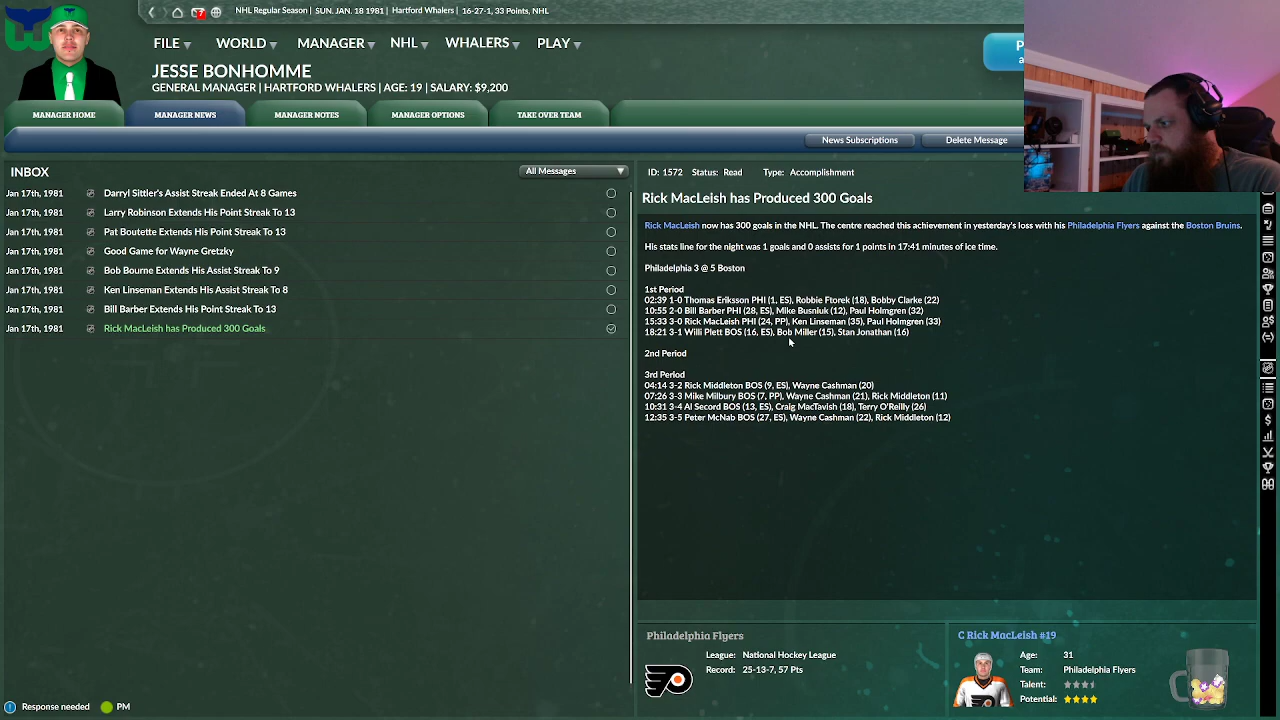 NHL Regular Season | SUN. JAN. 18 1981 | Hartford Whalers | 16-27-1, 33 Points, NHL
7
FILE WORLD MANAGER NHL WHALERS PLAY
JESSE BONHOMME
GENERAL MANAGER | HARTFORD WHALERS | AGE: 19 | SALARY: $9,200
MANAGER HOME MANAGER NEWS MANAGER NOTES MANAGER OPTIONS TAKE OVER TEAM
News Subscriptions Delete Message
INBOX All Messages
Jan 17th, 1981 Darryl Sittler's Assist Streak Ended At 8 Games
Jan 17th, 1981 Larry Robinson Extends His Point Streak To 13
Jan 17th, 1981 Pat Boutette Extends His Point Streak To 13
Jan 17th, 1981 Good Game for Wayne Gretzky
Jan 17th, 1981 Bob Bourne Extends His Assist Streak To 9
Jan 17th, 1981 Ken Linseman Extends His Assist Streak To 8
Jan 17th, 1981 Bill Barber Extends His Point Streak To 13
Jan 17th, 1981 Rick MacLeish has Produced 300 Goals
ID: 1572 Status: Read Type: Accomplishment
Rick MacLeish has Produced 300 Goals
Rick MacLeish now has 300 goals in the NHL. The centre reached this achievement in yesterday's loss with his Philadelphia Flyers against the Boston Bruins.
His stats line for the night was 1 goals and 0 assists for 1 points in 17:41 minutes of ice time.
Philadelphia 3 @ 5 Boston
1st Period
02:39 1-0 Thomas Eriksson PHI (1, ES), Robbie Ftorek (18), Bobby Clarke (22)
10:55 2-0 Bill Barber PHI (28, ES), Mike Busniuk (12), Paul Holmgren (32)
15:33 3-0 Rick MacLeish PHI (24, PP), Ken Linseman (35), Paul Holmgren (33)
18:21 3-1 Willi Plett BOS (16, ES), Bob Miller (15), Stan Jonathan (16)
2nd Period
3rd Period
04:14 3-2 Rick Middleton BOS (9, ES), Wayne Cashman (20)
07:26 3-3 Mike Milbury BOS (7, PP), Wayne Cashman (21), Rick Middleton (11)
10:31 3-4 Al Secord BOS (13, ES), Craig MacTavish (18), Terry O'Reilly (26)
12:35 3-5 Peter McNab BOS (27, ES), Wayne Cashman (22), Rick Middleton (12)
Philadelphia Flyers
League: National Hockey League
Record: 25-13-7, 57 Pts
C Rick MacLeish #19
Age: 31
Team: Philadelphia Flyers
Talent:
Potential:
Response needed PM